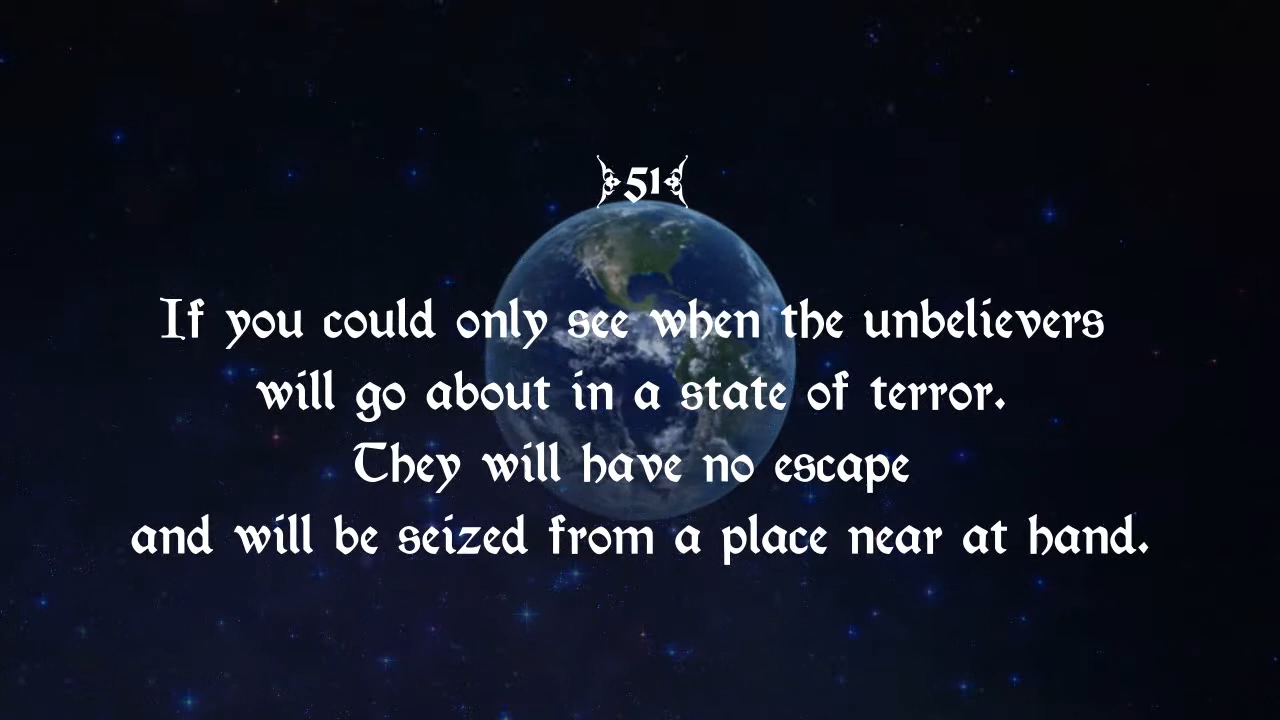 51
If you could only see when the unbelievers
will go about in a state of terror.
They will have no escape
and will be seized from a place near at hand.